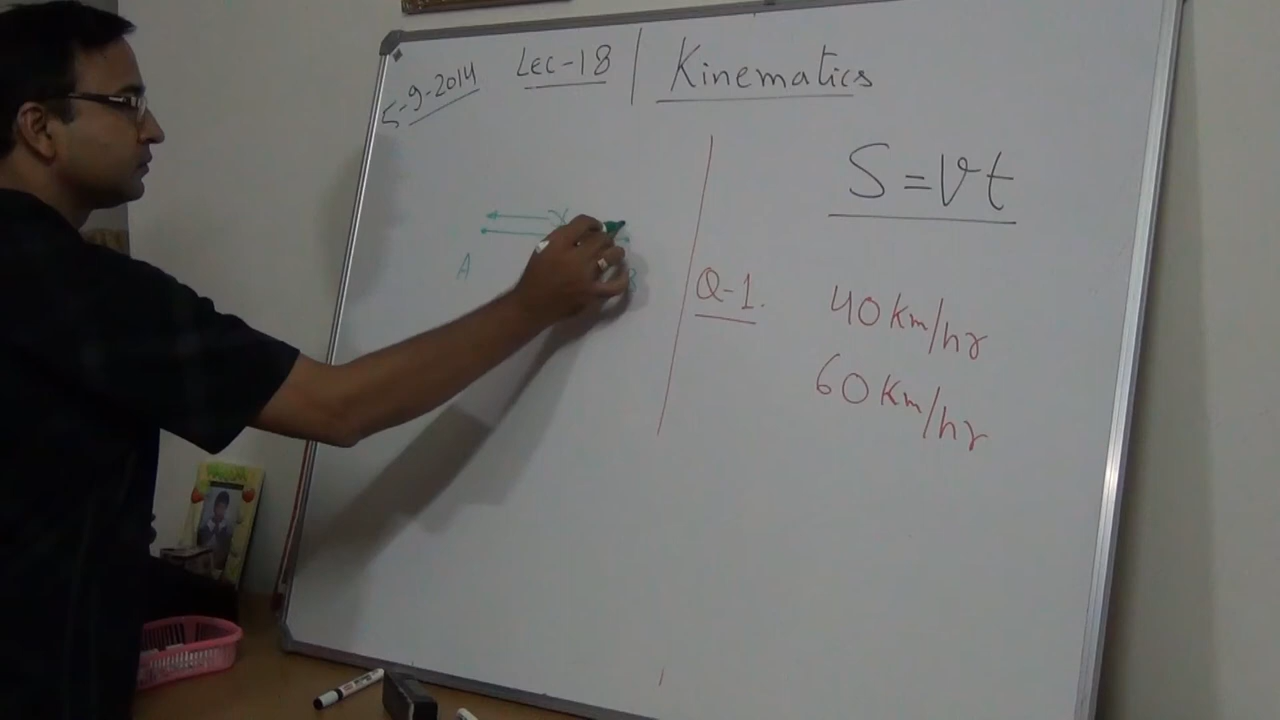 5-9-2014 Lec-18 | Kinematics
S=Vt
x
A
B
Q-1. 40 km/hr
60 km/hr